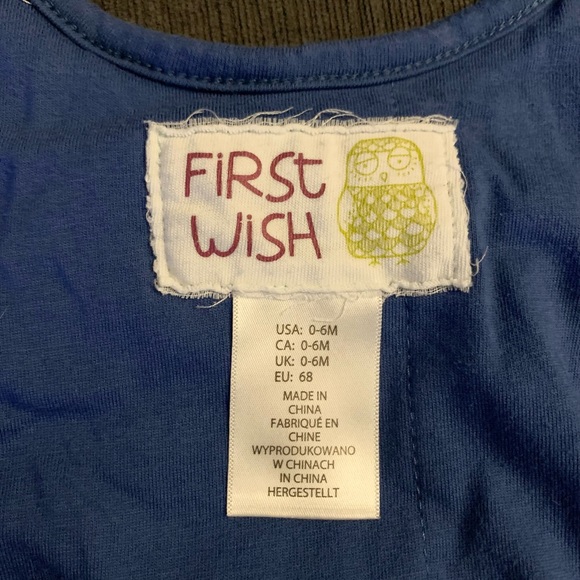 FiRSt
WiSH
USA: 0-6M
CA: 0-6M
UK: 0-6M
EU: 68
MADE IN
CHINA
FABRIQUÉ EN
CHINE
WYPRODUKOWANO
W CHINACH
IN CHINA
HERGESTELLT